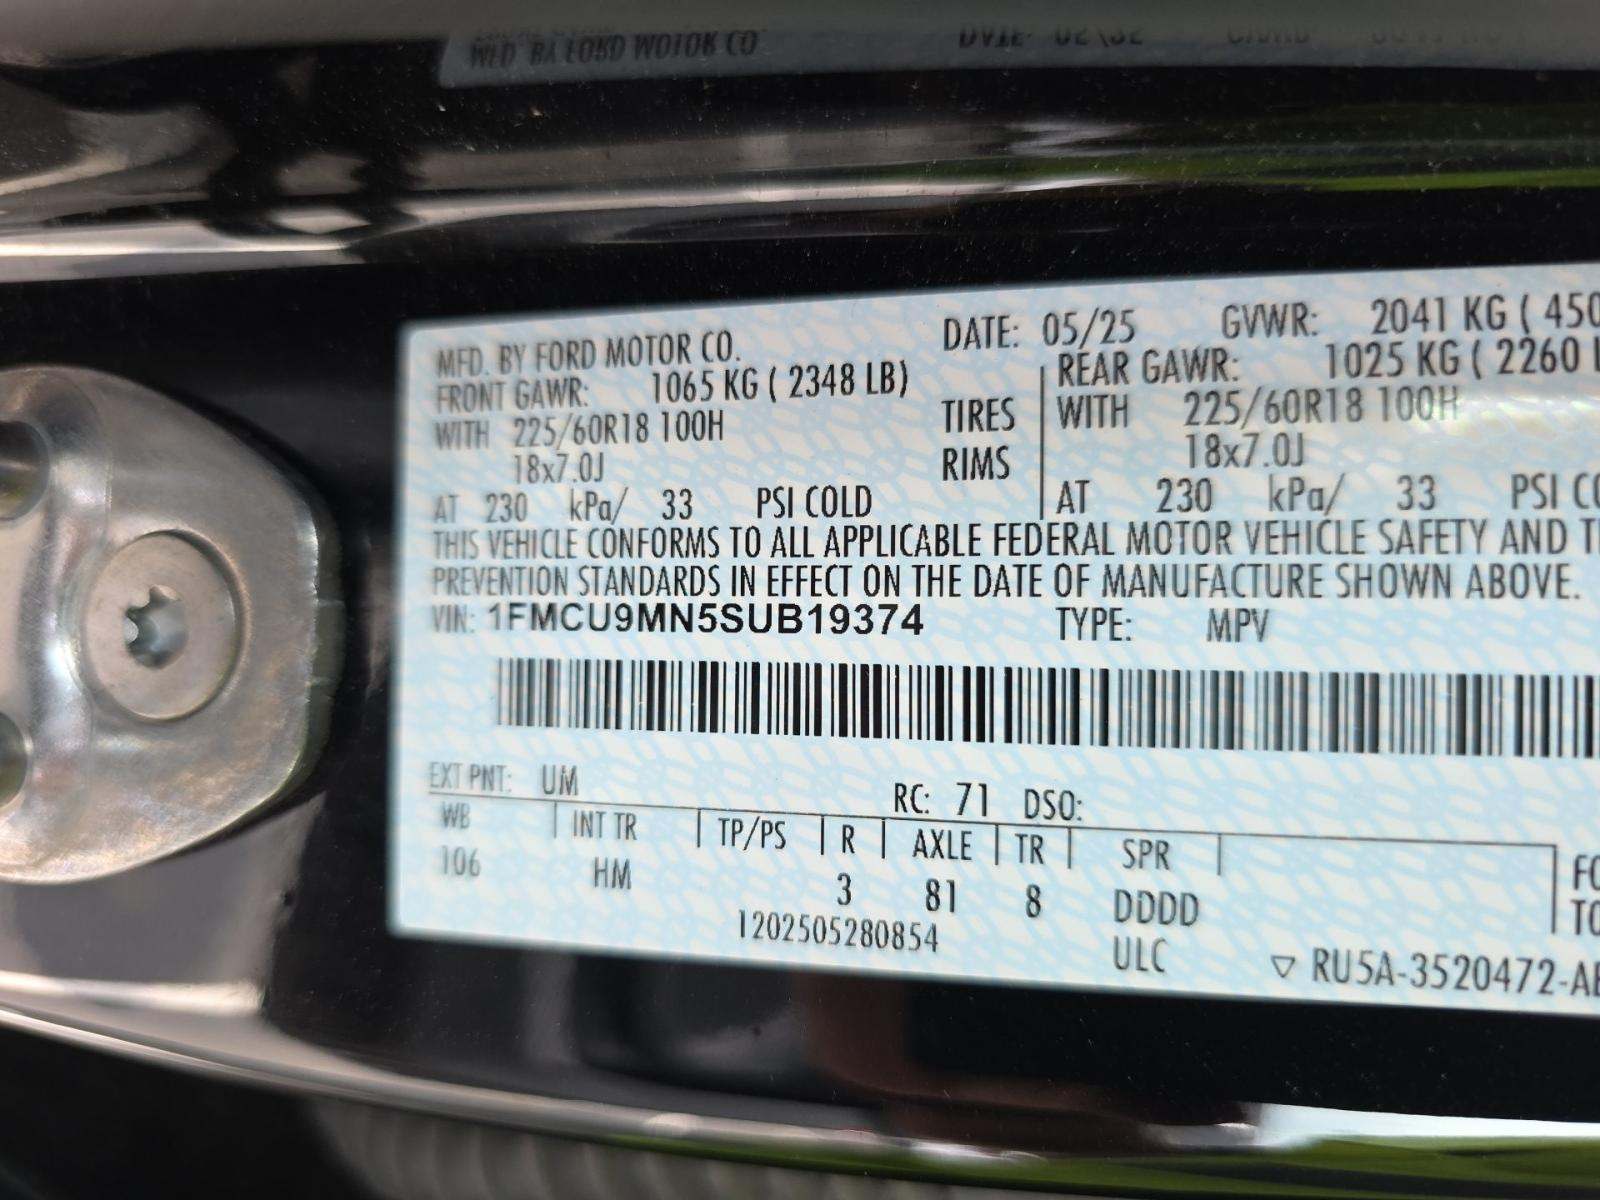 MFD. BY FORD MOTOR CO. DATE: 05/25 GVWR: 2041 KG ( 450
FRONT GAWR: 1065 KG ( 2348 LB) REAR GAWR: 1025 KG ( 2260 L
WITH 225/60R18 100H TIRES WITH 225/60R18 100H
18x7.0J RIMS 18x7.0J
AT 230 kPa/ 33 PSI COLD AT 230 kPa/ 33 PSI CO
THIS VEHICLE CONFORMS TO ALL APPLICABLE FEDERAL MOTOR VEHICLE SAFETY AND T
PREVENTION STANDARDS IN EFFECT ON THE DATE OF MANUFACTURE SHOWN ABOVE.
VIN: 1FMCU9MN5SUB19374 TYPE: MPV
EXT PNT: UM RC: 71 DSO:
WB INT TR TP/PS R AXLE TR SPR
106 HM 3 81 8 DDDD
FO
TO
1202505280854 ULC ▽ RU5A-3520472-AE